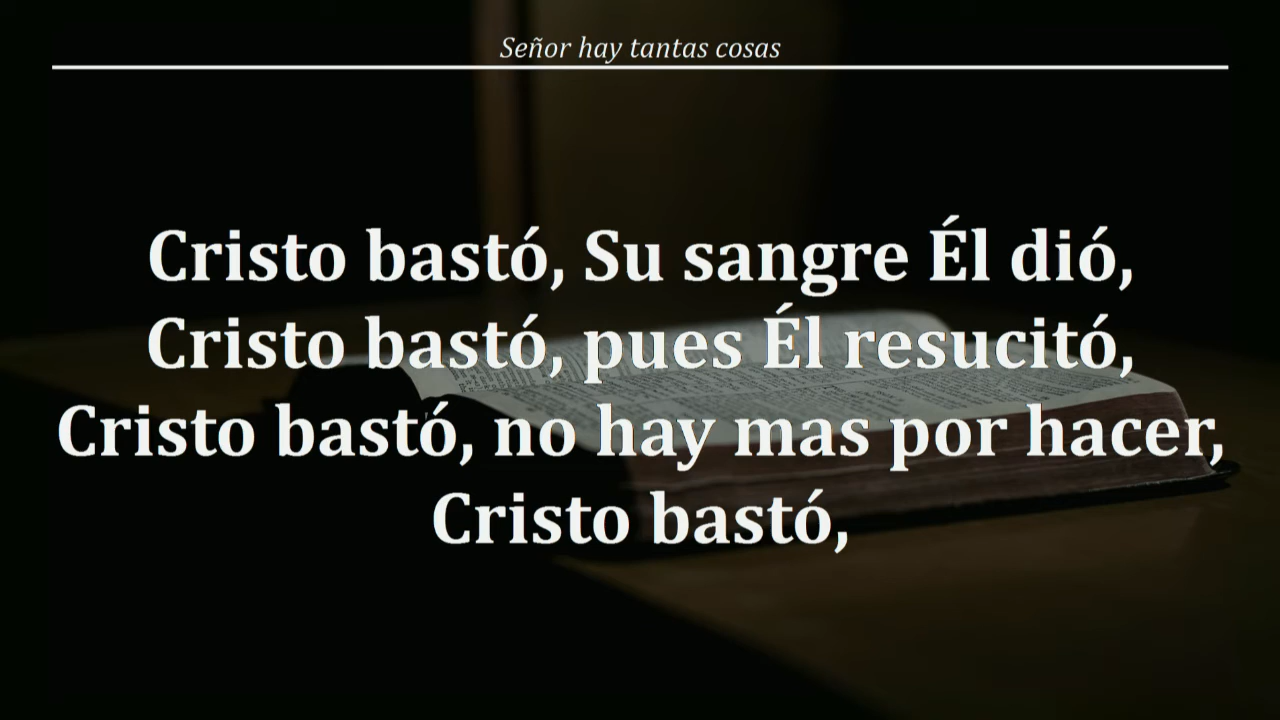 Señor hay tantas cosas
Cristo bastó, Su sangre Él dió,
Cristo bastó, pues Él resucitó,
Cristo bastó, no hay mas por hacer,
Cristo bastó,